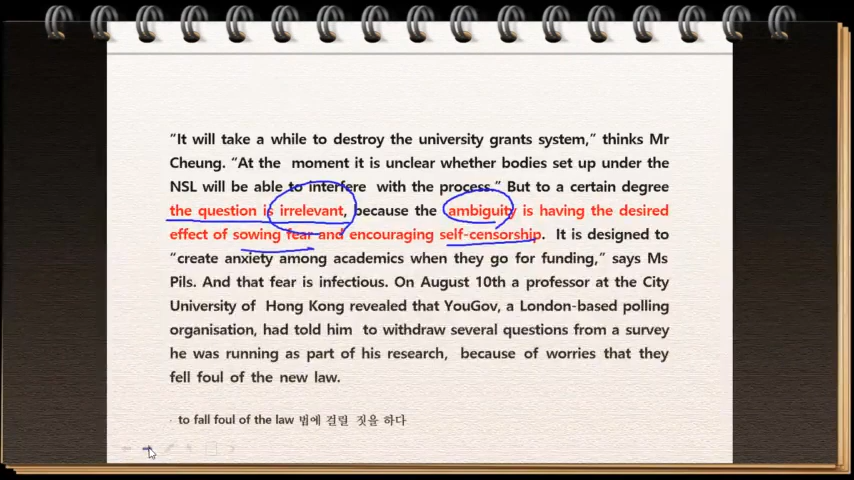 “It will take a while to destroy the university grants system,” thinks Mr
Cheung. “At the moment it is unclear whether bodies set up under the
NSL will be able to interfere with the process.” But to a certain degree
the question is irrelevant, because the ambiguity is having the desired
effect of sowing fear and encouraging self-censorship. It is designed to
“create anxiety among academics when they go for funding,” says Ms
Pils. And that fear is infectious. On August 10th a professor at the City
University of Hong Kong revealed that YouGov, a London-based polling
organisation, had told him to withdraw several questions from a survey
he was running as part of his research, because of worries that they
fell foul of the new law.
· to fall foul of the law 법에 걸릴 짓을 하다